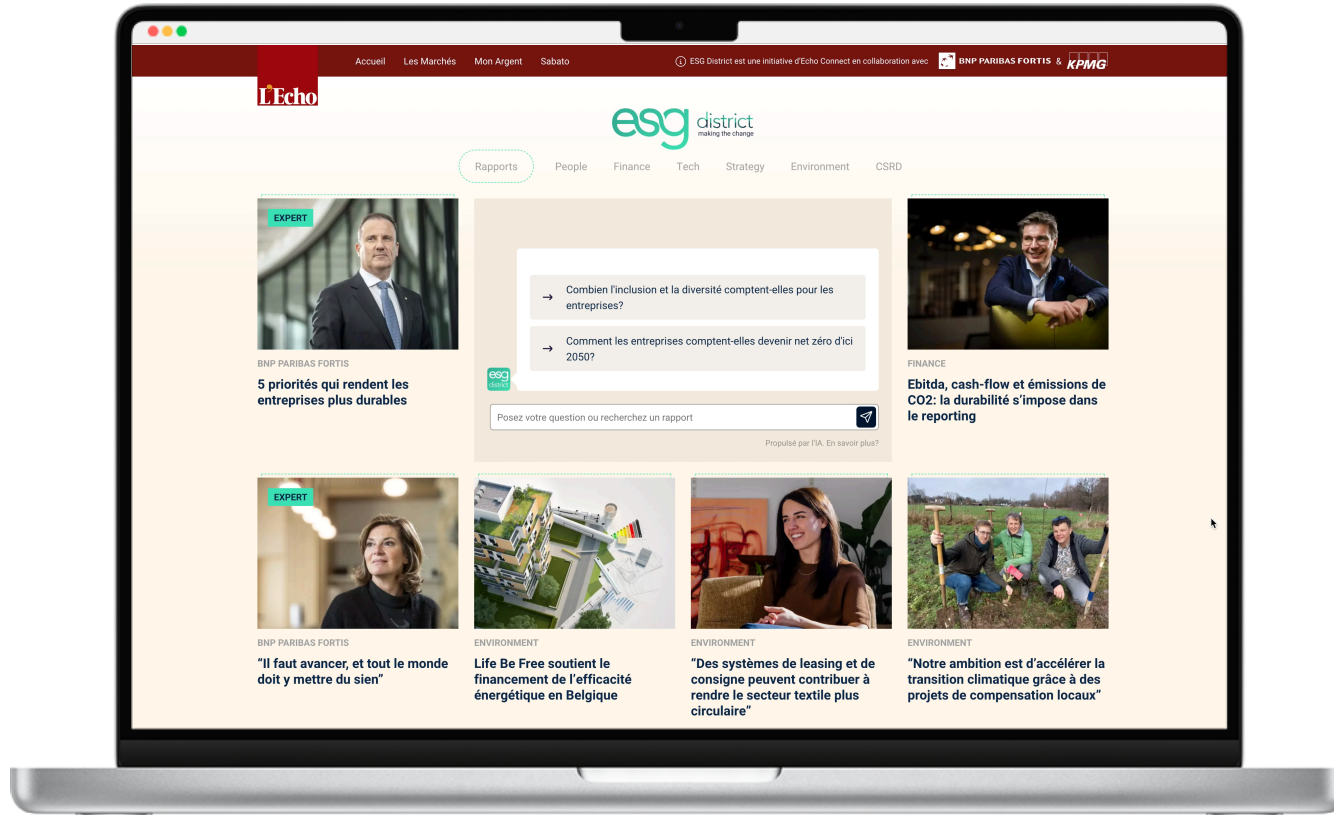 Accueil Les Marchés Mon Argent Sabato
ESG District est une initiative d'Echo Connect en collaboration avec BNP PARIBAS FORTIS & KPMG
L'Echo
esg district
making the change
Rapports People Finance Tech Strategy Environment CSRD
EXPERT
BNP PARIBAS FORTIS
5 priorités qui rendent les
entreprises plus durables
→ Combien l'inclusion et la diversité comptent-elles pour les
entreprises?
→ Comment les entreprises comptent-elles devenir net zéro d'ici
2050?
esg
district
Posez votre question ou recherchez un rapport
Propulsé par l'IA. En savoir plus?
FINANCE
Ebitda, cash-flow et émissions de
CO2: la durabilité s’impose dans
le reporting
EXPERT
BNP PARIBAS FORTIS
“Il faut avancer, et tout le monde
doit y mettre du sien”
ENVIRONMENT
Life Be Free soutient le
financement de l’efficacité
énergétique en Belgique
ENVIRONMENT
“Des systèmes de leasing et de
consigne peuvent contribuer à
rendre le secteur textile plus
circulaire”
ENVIRONMENT
“Notre ambition est d’accélérer la
transition climatique grâce à des
projets de compensation locaux”